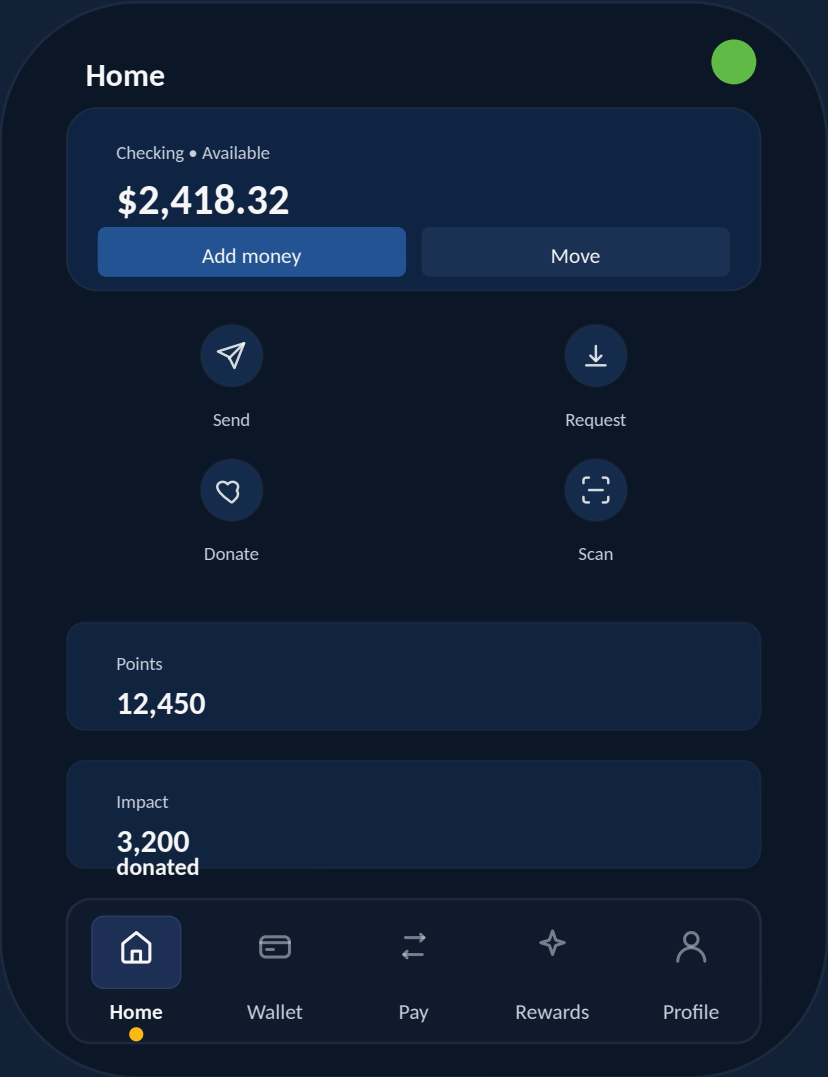 Home
Checking • Available
$2,418.32
Add money
Move
Send
Request
Donate
Scan
Points
12,450
Impact
3,200
donated
Home
Wallet
Pay
Rewards
Profile